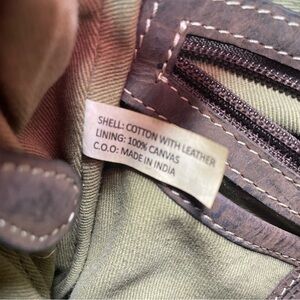 SHELL: COTTON WITH LEATHER
LINING: 100% CANVAS
C.O.O: MADE IN INDIA